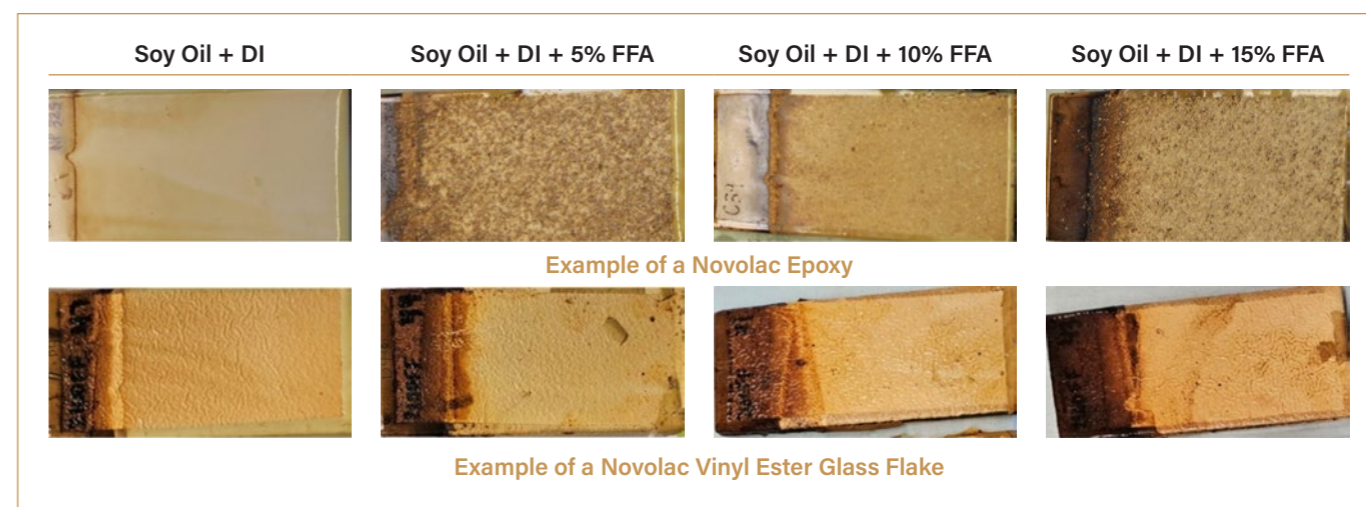 Soy Oil + DI
Soy Oil + DI + 5% FFA
Soy Oil + DI + 10% FFA
Soy Oil + DI + 15% FFA
C34
Example of a Novolac Epoxy
Example of a Novolac Vinyl Ester Glass Flake